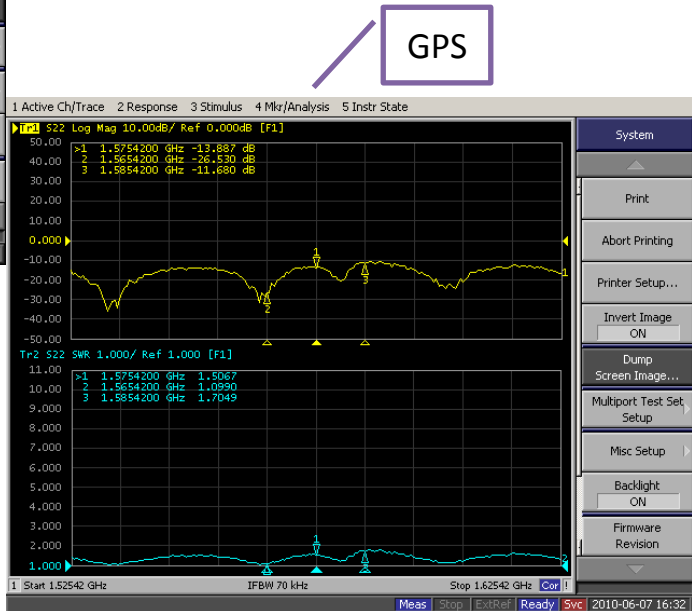 GPS
1 Active Ch/Trace 2 Response 3 Stimulus 4 Mkr/Analysis 5 Instr State
Tr1 S22 Log Mag 10.00dB/ Ref 0.000dB [F1]
50.00
>1 1.5754200 GHz -13.887 dB
2 1.5654200 GHz -26.530 dB
3 1.5854200 GHz -11.680 dB
40.00
30.00
20.00
10.00
0.000
-10.00
-20.00
-30.00
-40.00
-50.00
1
2
3
1
Tr2 S22 SWR 1.000/ Ref 1.000 [F1]
11.00
>1 1.5754200 GHz 1.5067
2 1.5654200 GHz 1.0990
3 1.5854200 GHz 1.7049
10.00
9.000
8.000
7.000
6.000
5.000
4.000
3.000
2.000
1.000
1
2
3
2
1 Start 1.52542 GHz IFBW 70 kHz Stop 1.62542 GHz Cor !
Meas Stop ExtRef Ready Svc 2010-06-07 16:32
System
Print
Abort Printing
Printer Setup...
Invert Image
ON
Dump
Screen Image...
Multiport Test Set
Setup
Misc Setup
Backlight
ON
Firmware
Revision